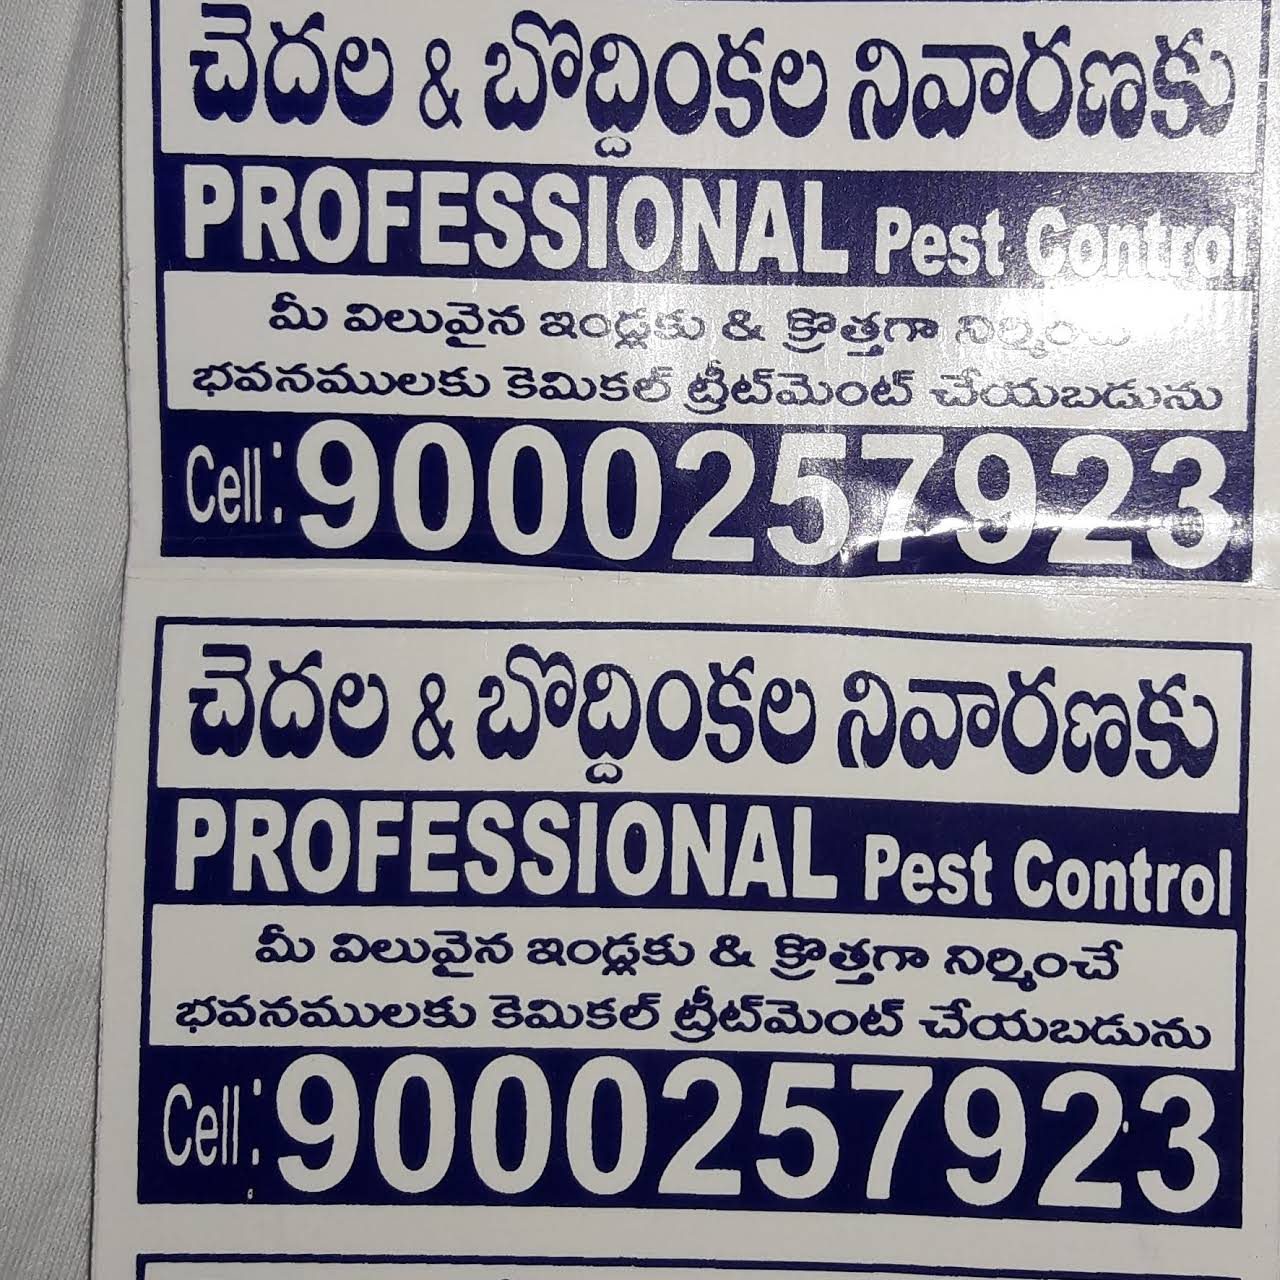 చెదల & బొద్దింకల నివారణకు
PROFESSIONAL Pest Control
మీ విలువైన ఇండ్లకు & క్రొత్తగా నిర్మించే
భవనములకు కెమికల్ ట్రీట్‌మెంట్ చేయబడును
Cell : 9000257923
చెదల & బొద్దింకల నివారణకు
PROFESSIONAL Pest Control
మీ విలువైన ఇండ్లకు & క్రొత్తగా నిర్మించే
భవనములకు కెమికల్ ట్రీట్‌మెంట్ చేయబడును
Cell : 9000257923